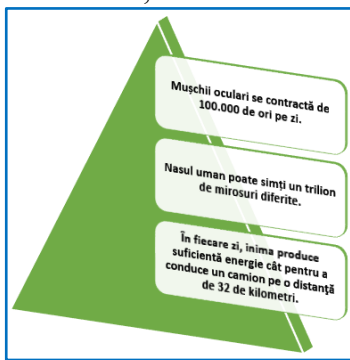 Mușchii oculari se contractă de
100.000 de ori pe zi.
Nasul uman poate simți un trilion
de mirosuri diferite.
În fiecare zi, inima produce
suficientă energie cât pentru a
conduce un camion pe o distanță
de 32 de kilometri.